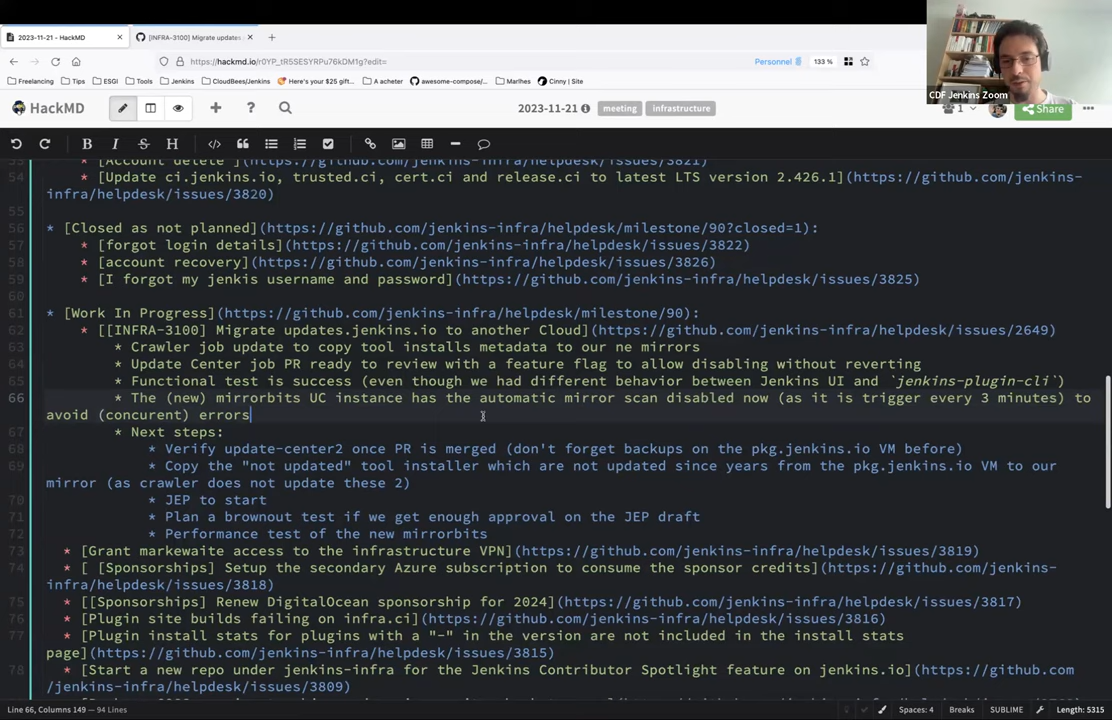 2023-11-21 - HackMD
[INFRA-3100] Migrate updates
https://hackmd.io/r0YP_tR5SESYRPu76kDM1g?edit=
Personnel
133 %
Freelancing
Tips
ESGI
Tools
Jenkins
CloudBees/Jenkins
Here's your $25 gift...
A acheter
awesome-compose/...
Marlhes
Cinny | Site
CDF Jenkins Zoom
HackMD
2023-11-21
meeting
infrastructure
1
Share
B I S H
* [Account delete ](https://github.com/jenkins-infra/helpdesk/issues/3821)
54 * [Update ci.jenkins.io, trusted.ci, cert.ci and release.ci to latest LTS version 2.426.1](https://github.com/jenkins-
infra/helpdesk/issues/3820)
55
56 * [Closed as not planned](https://github.com/jenkins-infra/helpdesk/milestone/90?closed=1):
57 * [forgot login details](https://github.com/jenkins-infra/helpdesk/issues/3822)
58 * [account recovery](https://github.com/jenkins-infra/helpdesk/issues/3826)
59 * [I forgot my jenkis username and password](https://github.com/jenkins-infra/helpdesk/issues/3825)
60
61 * [Work In Progress](https://github.com/jenkins-infra/helpdesk/milestone/90):
62 * [[INFRA-3100] Migrate updates.jenkins.io to another Cloud](https://github.com/jenkins-infra/helpdesk/issues/2649)
63 * Crawler job update to copy tool installs metadata to our ne mirrors
64 * Update Center job PR ready to review with a feature flag to allow disabling without reverting
65 * Functional test is success (even though we had different behavior between Jenkins UI and `jenkins-plugin-cli`)
66 * The (new) mirrorbits UC instance has the automatic mirror scan disabled now (as it is trigger every 3 minutes) to
avoid (concurent) errors
67 * Next steps:
68 * Verify update-center2 once PR is merged (don't forget backups on the pkg.jenkins.io VM before)
69 * Copy the "not updated" tool installer which are not updated since years from the pkg.jenkins.io VM to our
mirror (as crawler does not update these 2)
70 * JEP to start
71 * Plan a brownout test if we get enough approval on the JEP draft
72 * Performance test of the new mirrorbits
73 * [Grant markewaite access to the infrastructure VPN](https://github.com/jenkins-infra/helpdesk/issues/3819)
74 * [ [Sponsorships] Setup the secondary Azure subscription to consume the sponsor credits](https://github.com/jenkins-
infra/helpdesk/issues/3818)
75 * [[Sponsorships] Renew DigitalOcean sponsorship for 2024](https://github.com/jenkins-infra/helpdesk/issues/3817)
76 * [Plugin site builds failing on infra.ci](https://github.com/jenkins-infra/helpdesk/issues/3816)
77 * [Plugin install stats for plugins with a "-" in the version are not included in the install stats
page](https://github.com/jenkins-infra/helpdesk/issues/3815)
78 * [Start a new repo under jenkins-infra for the Jenkins Contributor Spotlight feature on jenkins.io](https://github.com
/jenkins-infra/helpdesk/issues/3809)
Line 66, Columns 149 — 94 Lines
Spaces: 4
Breaks
SUBLIME
Length: 5315